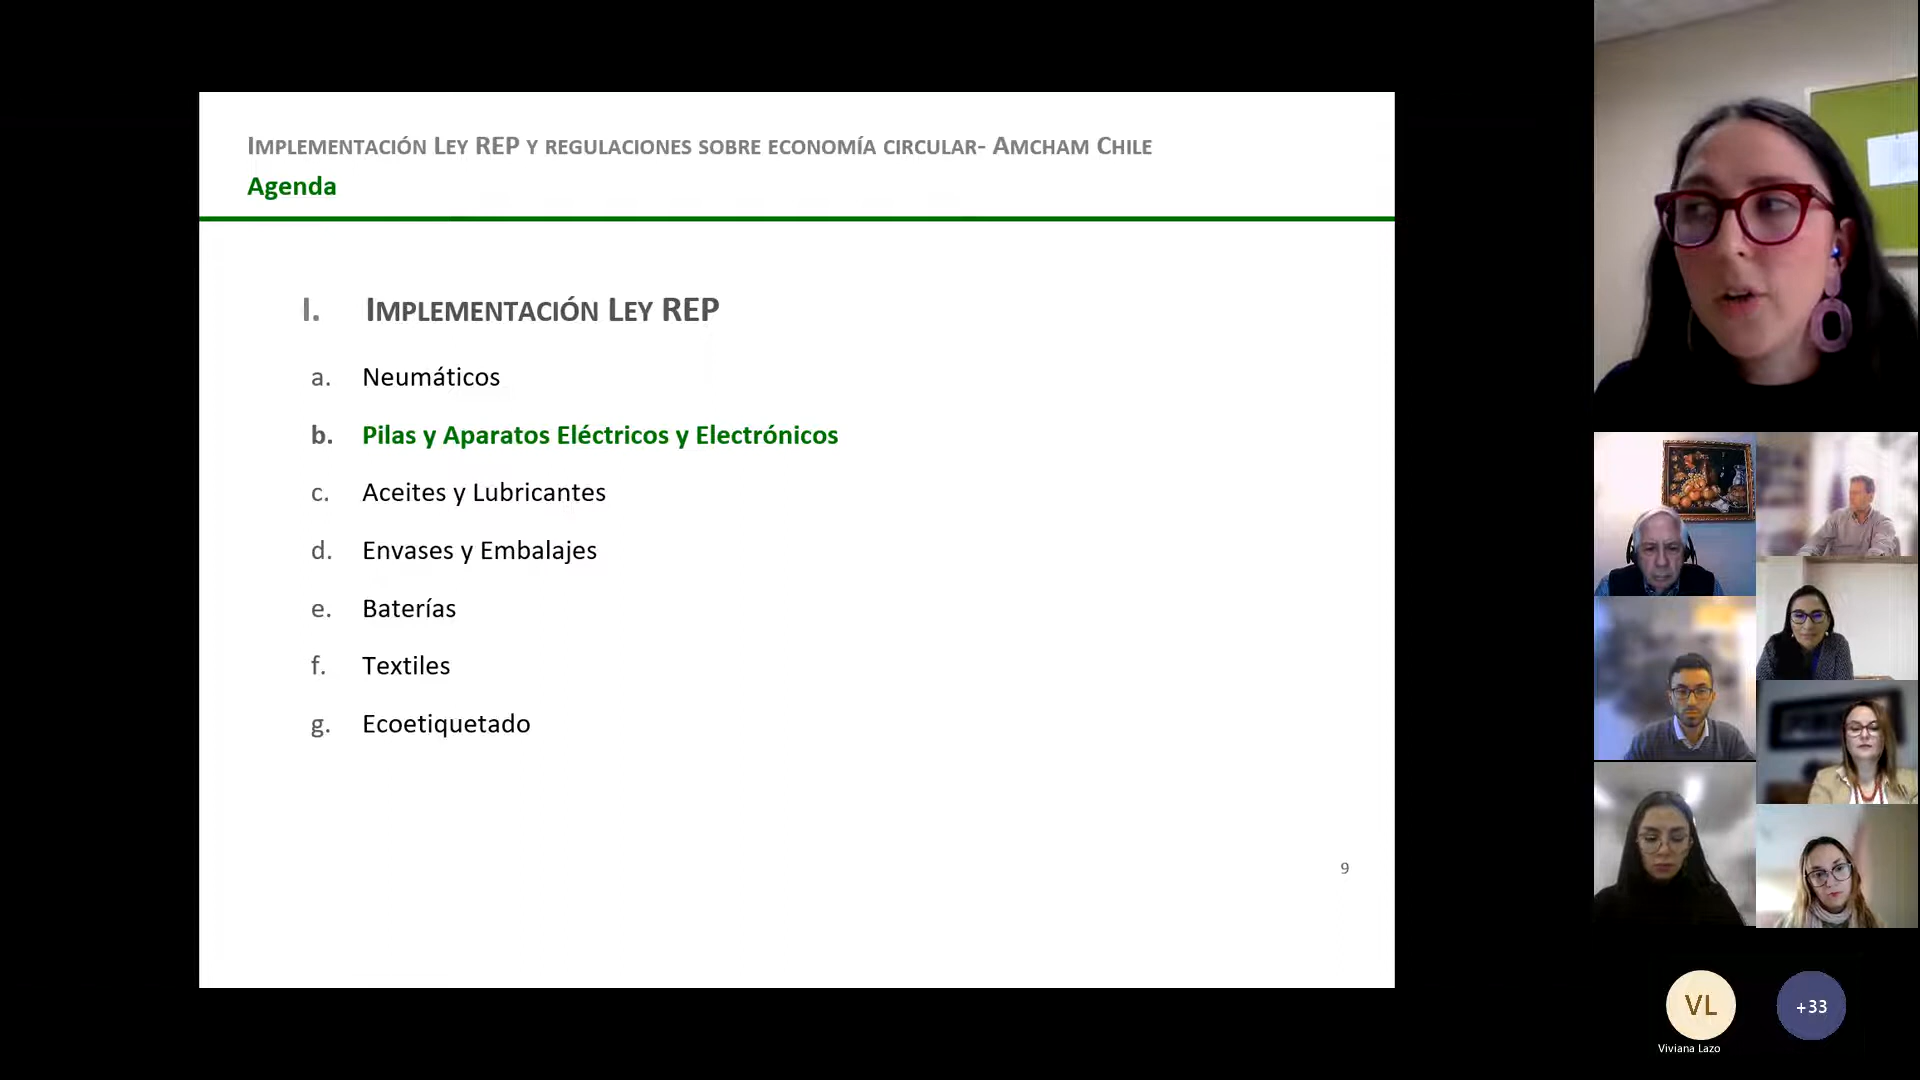 IMPLEMENTACIÓN LEY REP Y REGULACIONES SOBRE ECONOMÍA CIRCULAR- AMCHAM CHILE
Agenda
I. IMPLEMENTACIÓN LEY REP
a. Neumáticos
b. Pilas y Aparatos Eléctricos y Electrónicos
c. Aceites y Lubricantes
d. Envases y Embalajes
e. Baterías
f. Textiles
g. Ecoetiquetado
9
VL
+33
Viviana Lazo